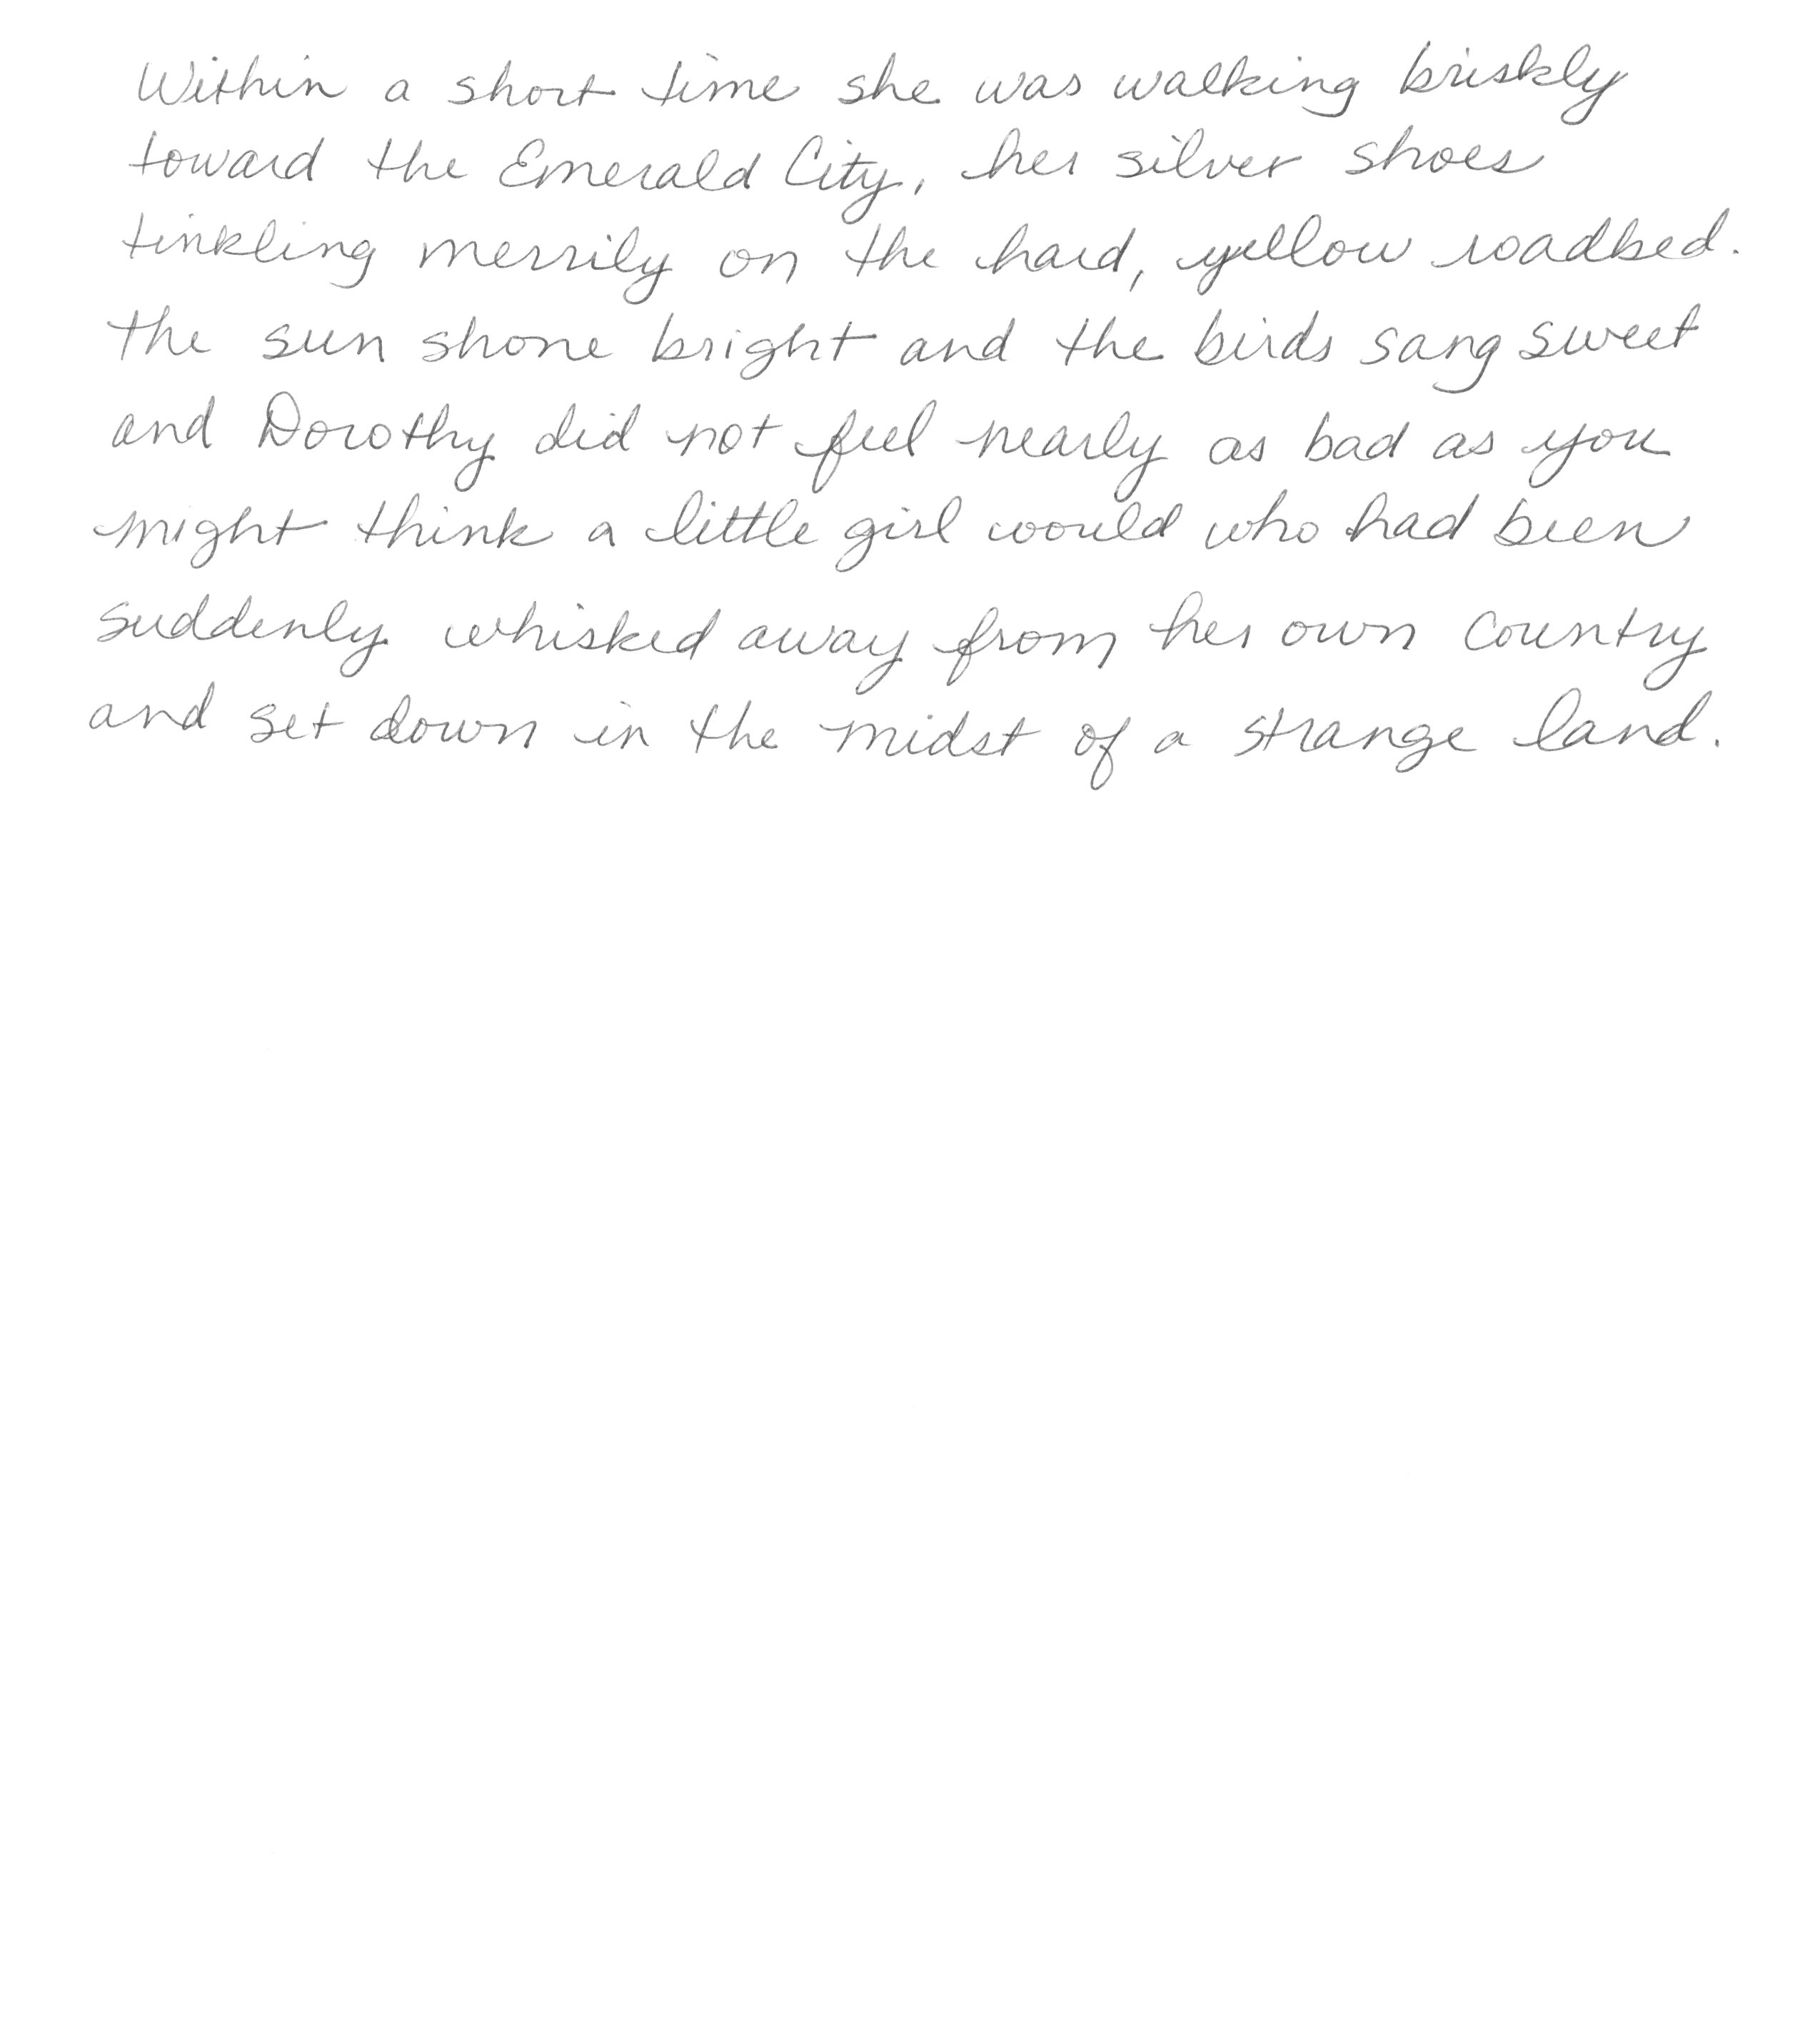 Within a short time she was walking briskly
toward the Emerald City, her silver shoes
tinkling merrily on the hard, yellow roadbed.
The sun shone bright and the birds sang sweet
and Dorothy did not feel nearly as bad as you
might think a little girl would who had been
suddenly whisked away from her own country
and set down in the midst of a strange land.